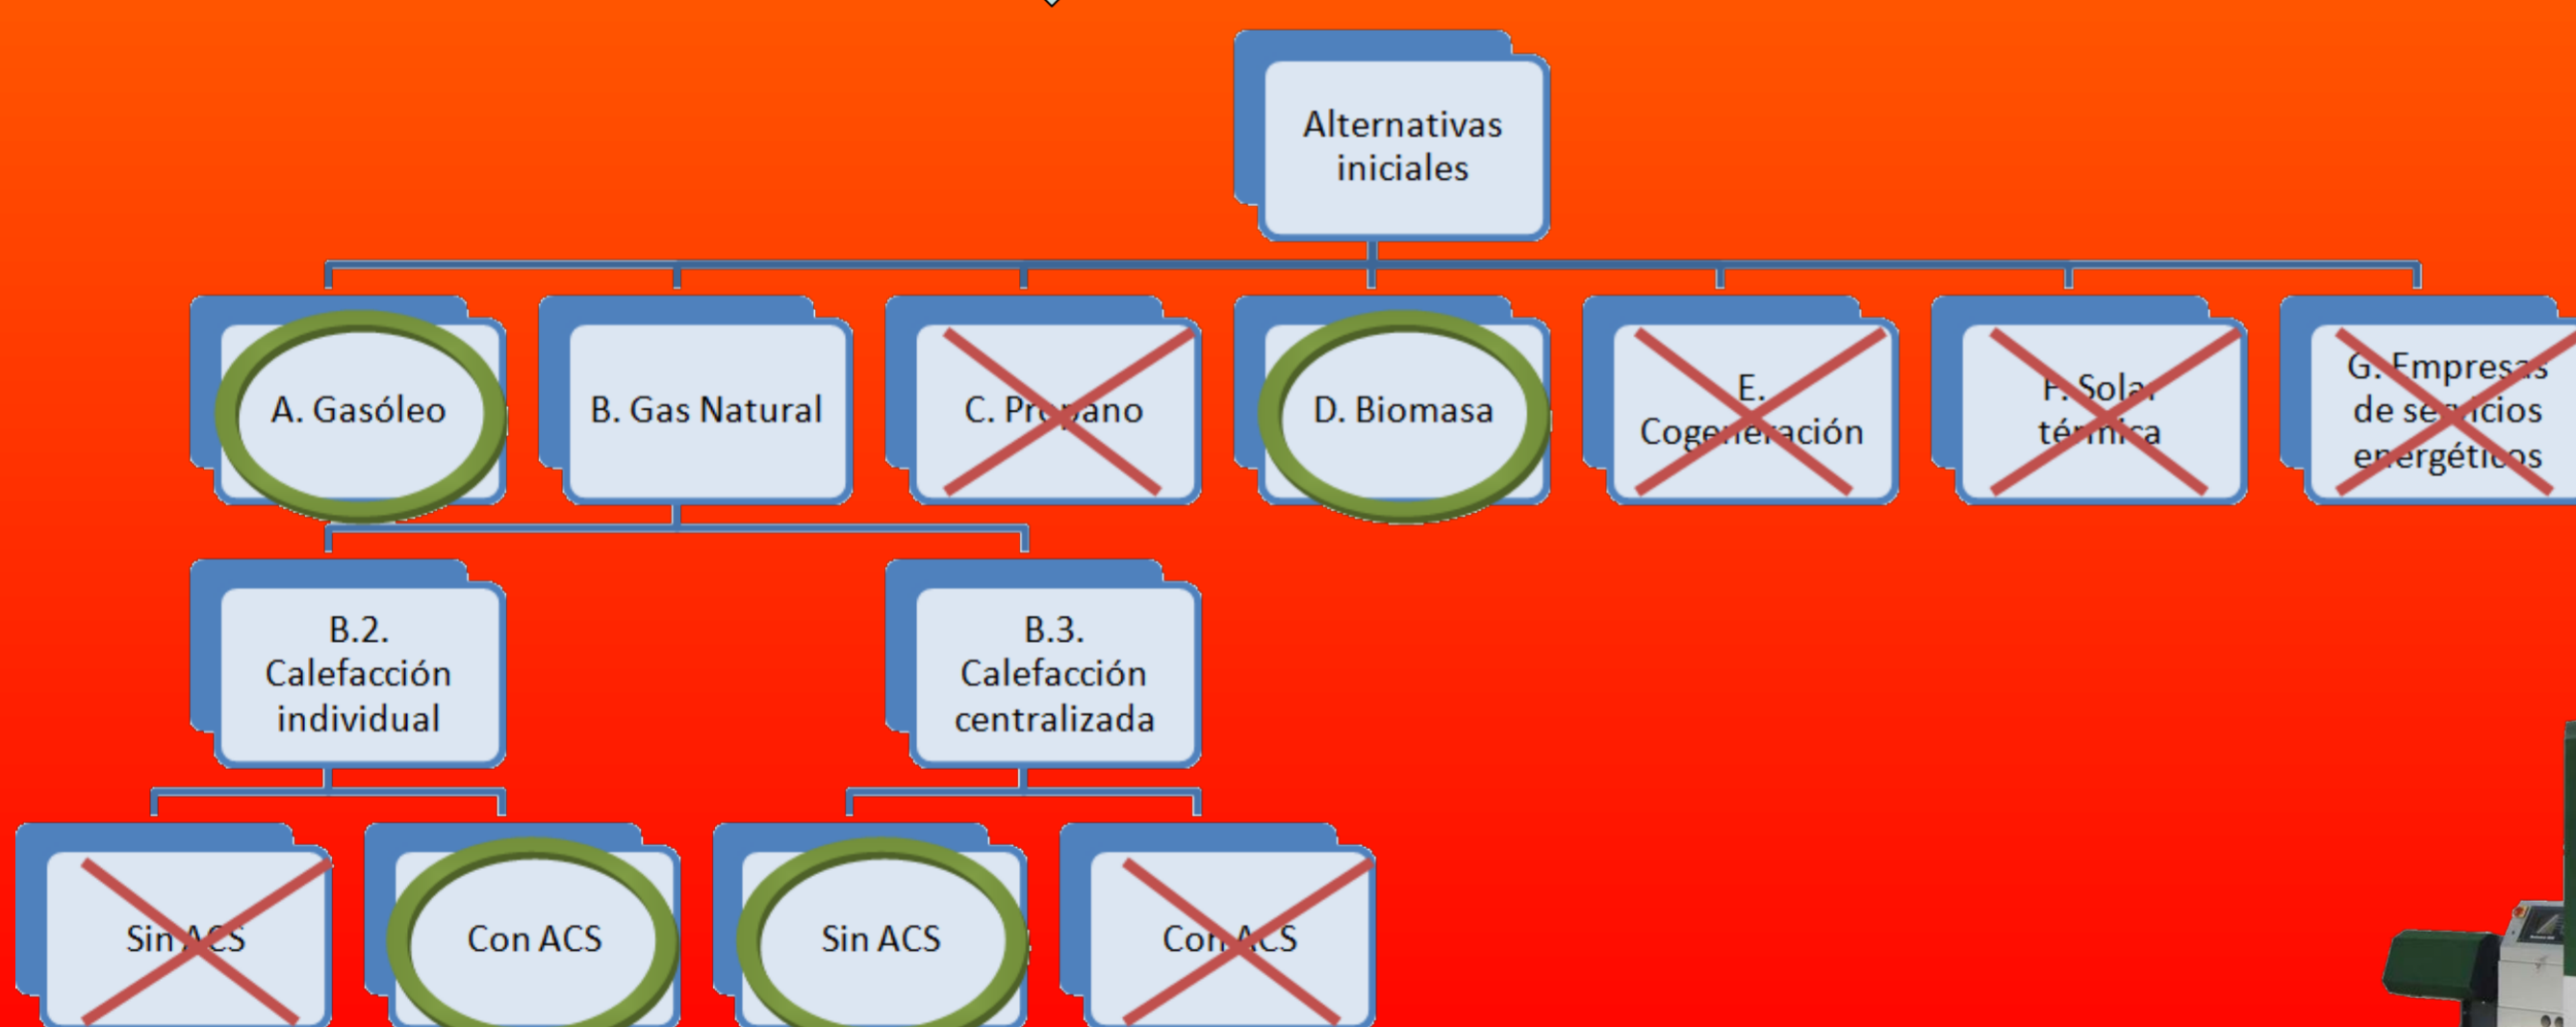 Alternativas
iniciales
A. Gasóleo
B. Gas Natural
C. Propano
D. Biomasa
E.
Cogeneración
F. Solar
térmica
G. Empresas
de servicios
energéticos
B.2.
Calefacción
individual
B.3.
Calefacción
centralizada
Sin ACS
Con ACS
Sin ACS
Con ACS